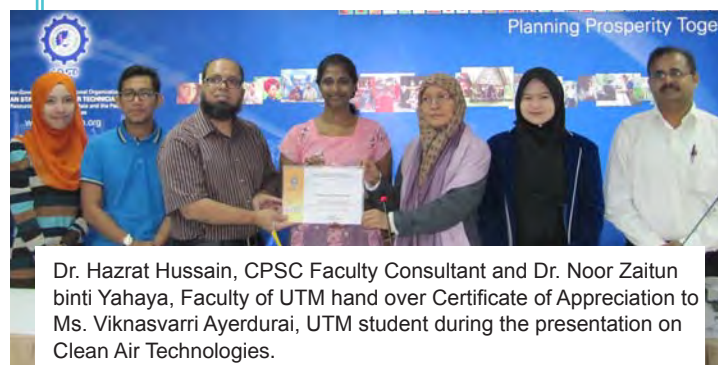 Planning Prosperity Toge
Dr. Hazrat Hussain, CPSC Faculty Consultant and Dr. Noor Zaitun
binti Yahaya, Faculty of UTM hand over Certificate of Appreciation to
Ms. Viknasvarri Ayerdurai, UTM student during the presentation on
Clean Air Technologies.